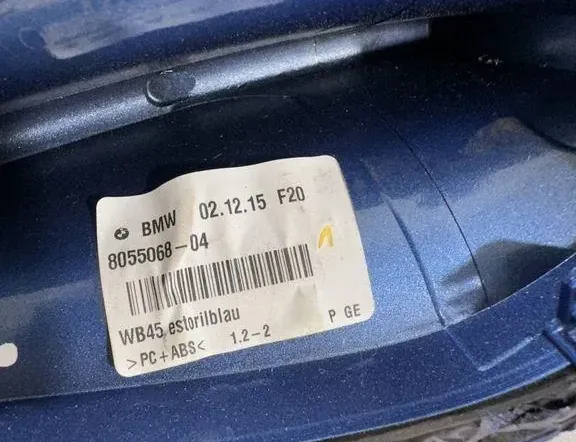 BMW 02.12.15 F20
8055068-04
WB45 estorilblau
>PC+ABS< 1.2-2 P GE